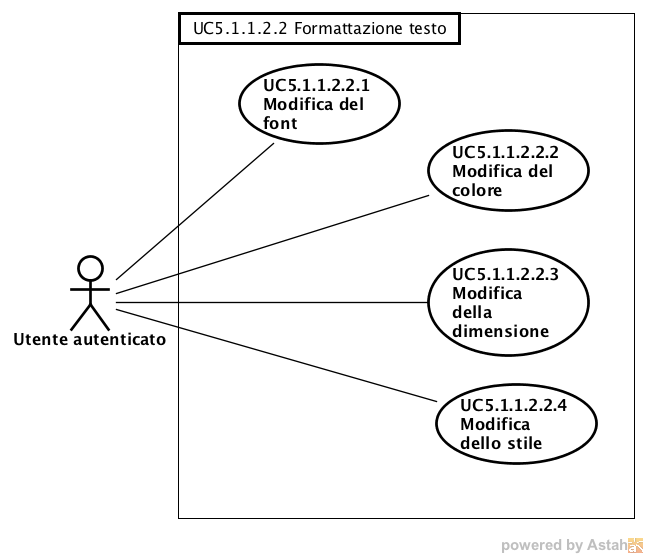 UC5.1.1.2.2 Formattazione testo
UC5.1.1.2.2.1
Modifica del
font
UC5.1.1.2.2.2
Modifica del
colore
UC5.1.1.2.2.3
Modifica
della
dimensione
Utente autenticato
UC5.1.1.2.2.4
Modifica
dello stile
powered by Astah